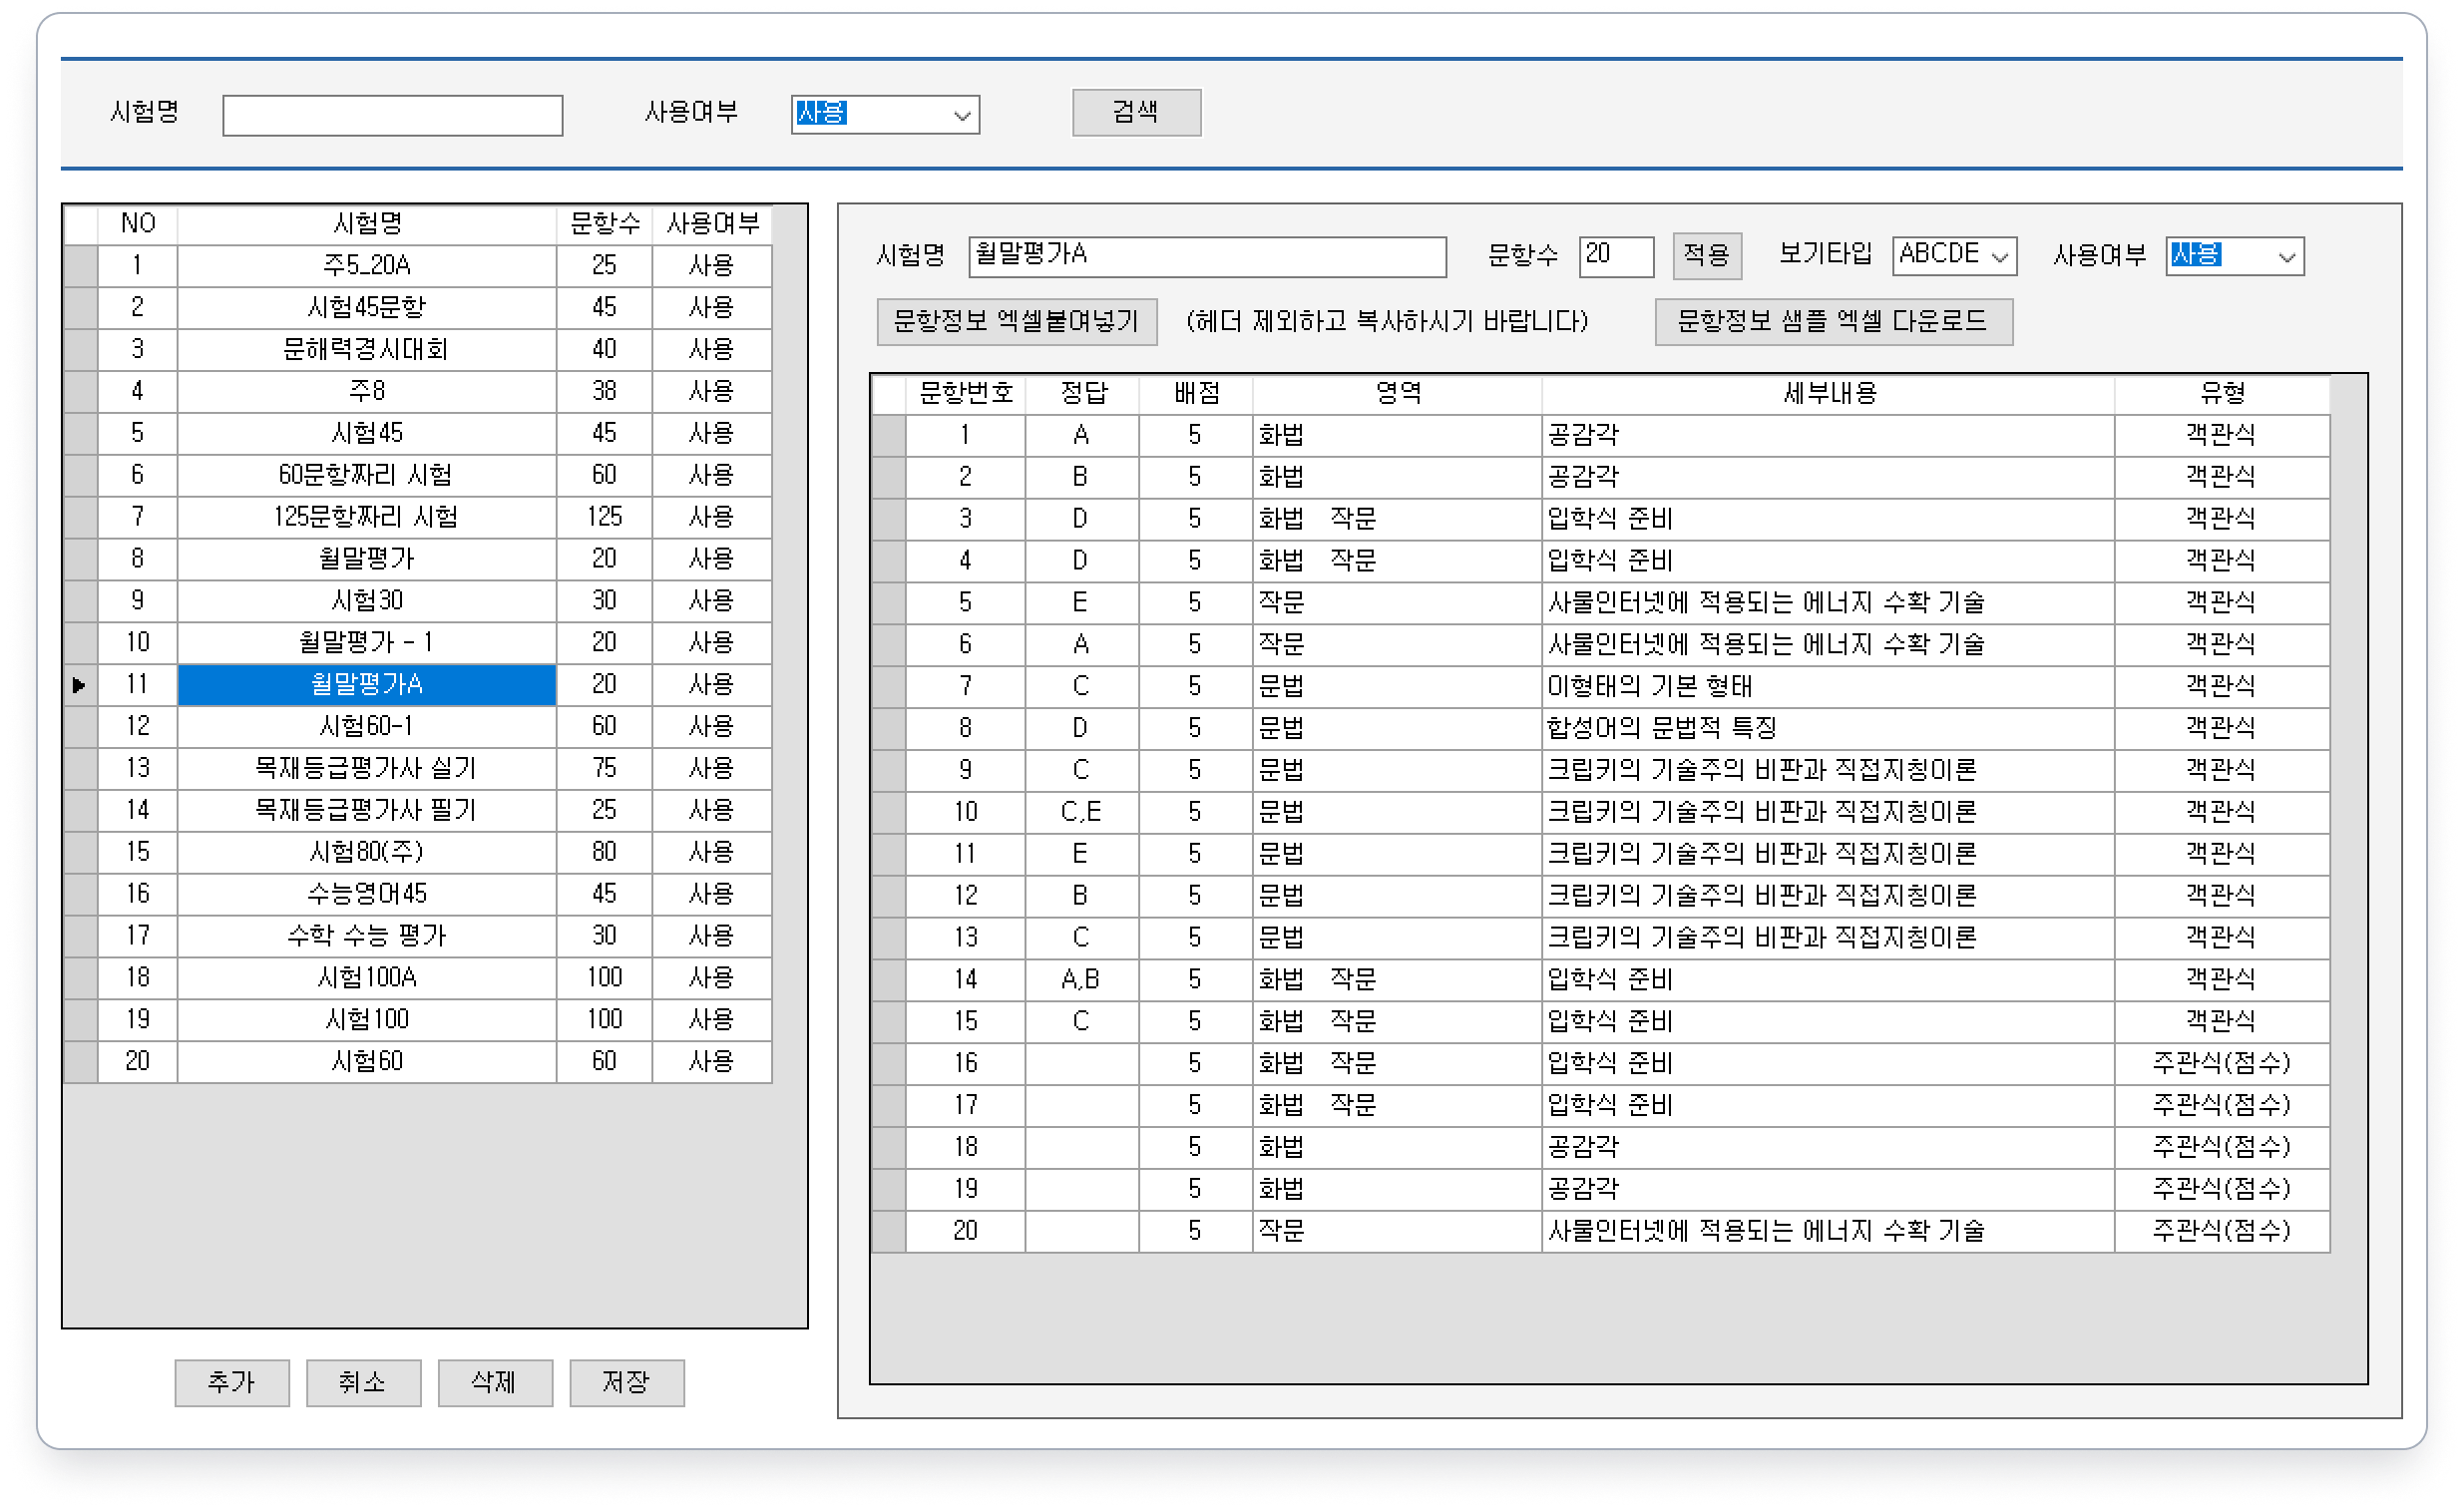 시험명 사용여부 사용 검색
NO 시험명 문항수 사용여부
1 주5_20A 25 사용
2 시험45문항 45 사용
3 문해력경시대회 40 사용
4 주8 38 사용
5 시험45 45 사용
6 60문항짜리 시험 60 사용
7 125문항짜리 시험 125 사용
8 월말평가 20 사용
9 시험30 30 사용
10 월말평가 - 1 20 사용
11 월말평가A 20 사용
12 시험60-1 60 사용
13 목재등급평가사 실기 75 사용
14 목재등급평가사 필기 25 사용
15 시험80(주) 80 사용
16 수능영어45 45 사용
17 수학 수능 평가 30 사용
18 시험100A 100 사용
19 시험100 100 사용
20 시험60 60 사용
추가 취소 삭제 저장
시험명 월말평가A 문항수 20 적용 보기타입 ABCDE 사용여부 사용
문항정보 엑셀붙여넣기 (헤더 제외하고 복사하시기 바랍니다) 문항정보 샘플 엑셀 다운로드
문항번호 정답 배점 영역 세부내용 유형
1 A 5 화법 공감각 객관식
2 B 5 화법 공감각 객관식
3 D 5 화법 작문 입학식 준비 객관식
4 D 5 화법 작문 입학식 준비 객관식
5 E 5 작문 사물인터넷에 적용되는 에너지 수확 기술 객관식
6 A 5 작문 사물인터넷에 적용되는 에너지 수확 기술 객관식
7 C 5 문법 이형태의 기본 형태 객관식
8 D 5 문법 합성어의 문법적 특징 객관식
9 C 5 문법 크립키의 기술주의 비판과 직접지칭이론 객관식
10 C,E 5 문법 크립키의 기술주의 비판과 직접지칭이론 객관식
11 E 5 문법 크립키의 기술주의 비판과 직접지칭이론 객관식
12 B 5 문법 크립키의 기술주의 비판과 직접지칭이론 객관식
13 C 5 문법 크립키의 기술주의 비판과 직접지칭이론 객관식
14 A,B 5 화법 작문 입학식 준비 객관식
15 C 5 화법 작문 입학식 준비 객관식
16 5 화법 작문 입학식 준비 주관식(점수)
17 5 화법 작문 입학식 준비 주관식(점수)
18 5 화법 공감각 주관식(점수)
19 5 화법 공감각 주관식(점수)
20 5 작문 사물인터넷에 적용되는 에너지 수확 기술 주관식(점수)